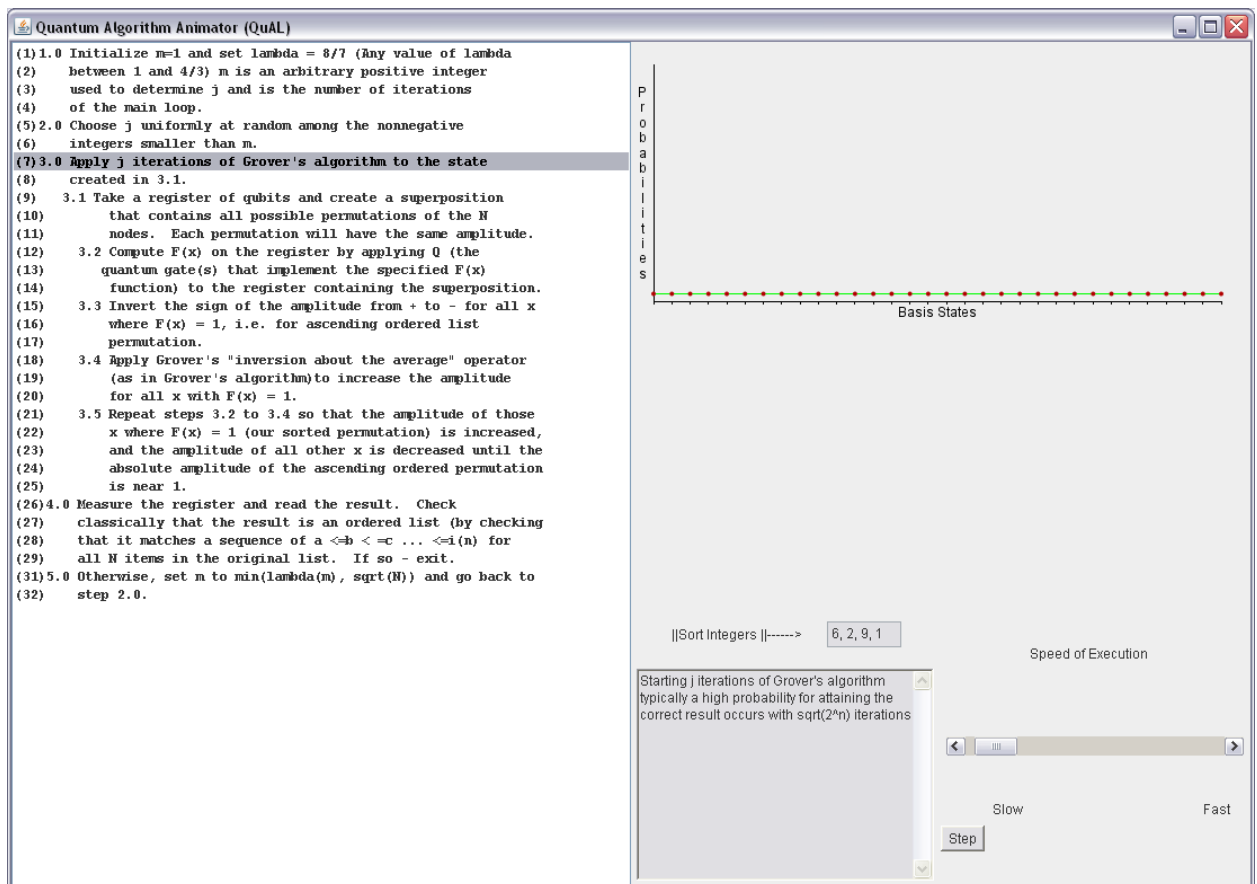 Quantum Algorithm Animator (QuAL)
(1)1.0 Initialize m=1 and set lambda = 8/7 (Any value of lambda
(2) between 1 and 4/3) m is an arbitrary positive integer
(3) used to determine j and is the number of iterations
(4) of the main loop.
(5)2.0 Choose j uniformly at random among the nonnegative
(6) integers smaller than m.
(7)3.0 Apply j iterations of Grover's algorithm to the state
(8) created in 3.1.
(9) 3.1 Take a register of qubits and create a superposition
(10) that contains all possible permutations of the N
(11) nodes. Each permutation will have the same amplitude.
(12) 3.2 Compute F(x) on the register by applying Q (the
(13) quantum gate(s) that implement the specified F(x)
(14) function) to the register containing the superposition.
(15) 3.3 Invert the sign of the amplitude from + to - for all x
(16) where F(x) = 1, i.e. for ascending ordered list
(17) permutation.
(18) 3.4 Apply Grover's "inversion about the average" operator
(19) (as in Grover's algorithm)to increase the amplitude
(20) for all x with F(x) = 1.
(21) 3.5 Repeat steps 3.2 to 3.4 so that the amplitude of those
(22) x where F(x) = 1 (our sorted permutation) is increased,
(23) and the amplitude of all other x is decreased until the
(24) absolute amplitude of the ascending ordered permutation
(25) is near 1.
(26)4.0 Measure the register and read the result. Check
(27) classically that the result is an ordered list (by checking
(28) that it matches a sequence of a <=b < =c ... <=i(n) for
(29) all N items in the original list. If so - exit.
(31)5.0 Otherwise, set m to min(lambda(m), sqrt(N)) and go back to
(32) step 2.0.
Probabilities
Basis States
||Sort Integers ||------>
6, 2, 9, 1
Speed of Execution
Starting j iterations of Grover's algorithm
typically a high probability for attaining the
correct result occurs with sqrt(2^n) iterations
Slow
Fast
Step